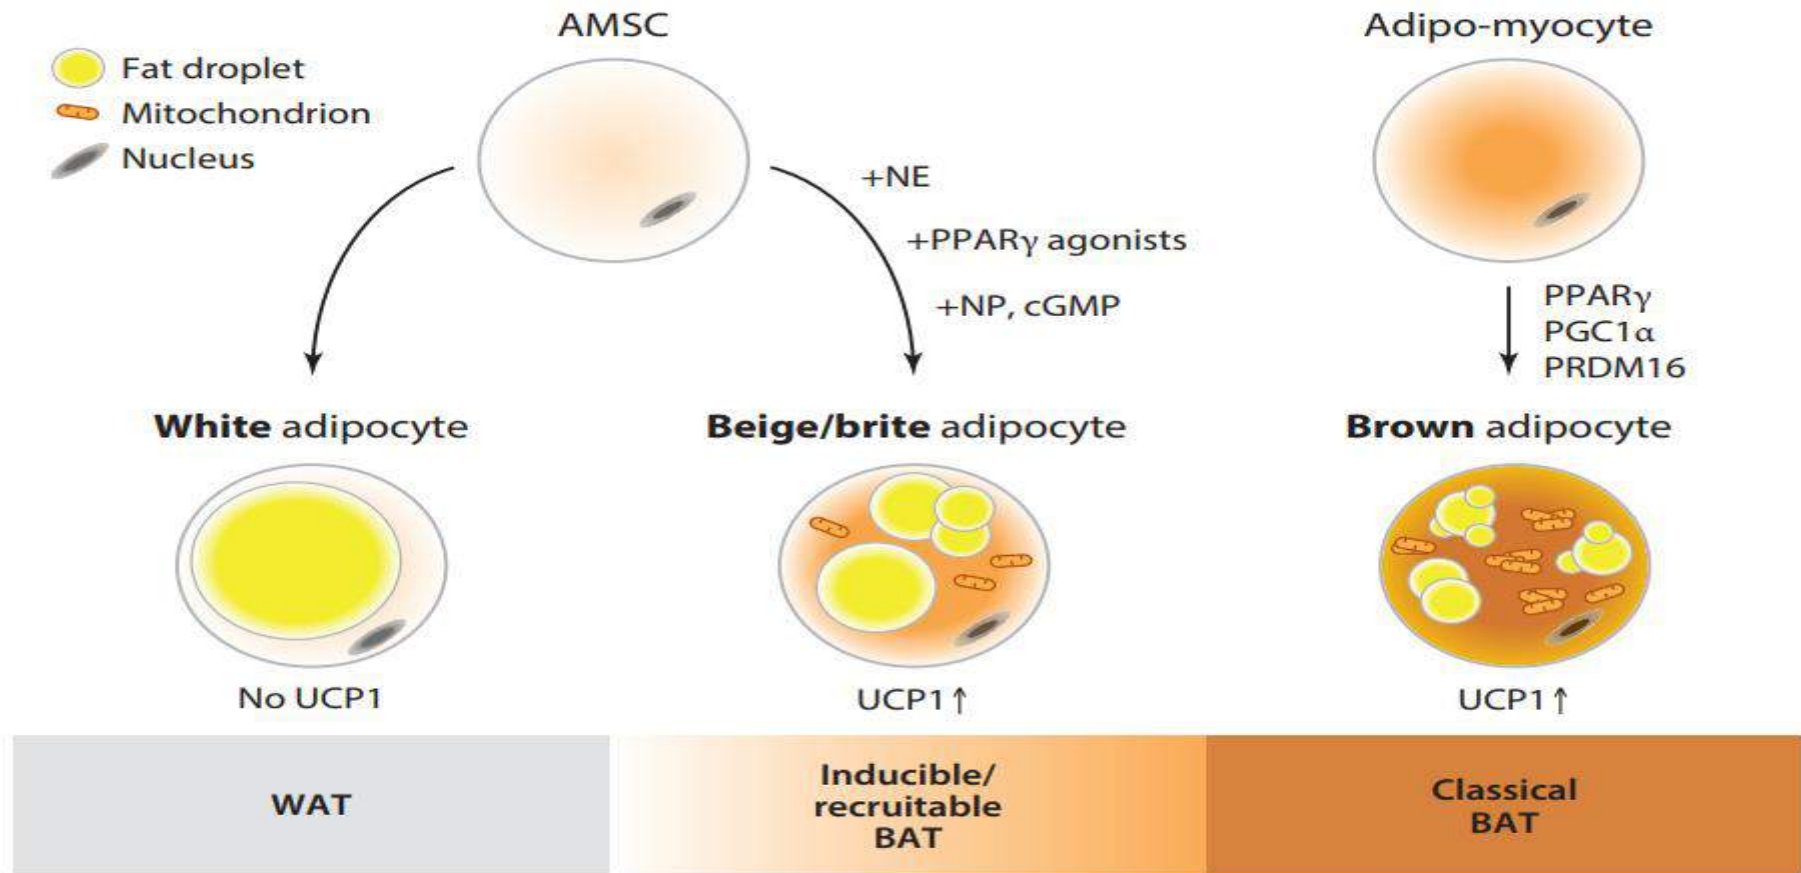 AMSC
Adipo-myocyte
Fat droplet
Mitochondrion
Nucleus
+NE
+PPARγ agonists
+NP, cGMP
PPARγ
PGC1α
PRDM16
White adipocyte
Beige/brite adipocyte
Brown adipocyte
No UCP1
UCP1↑
UCP1↑
WAT
Inducible/
recruitable
BAT
Classical
BAT